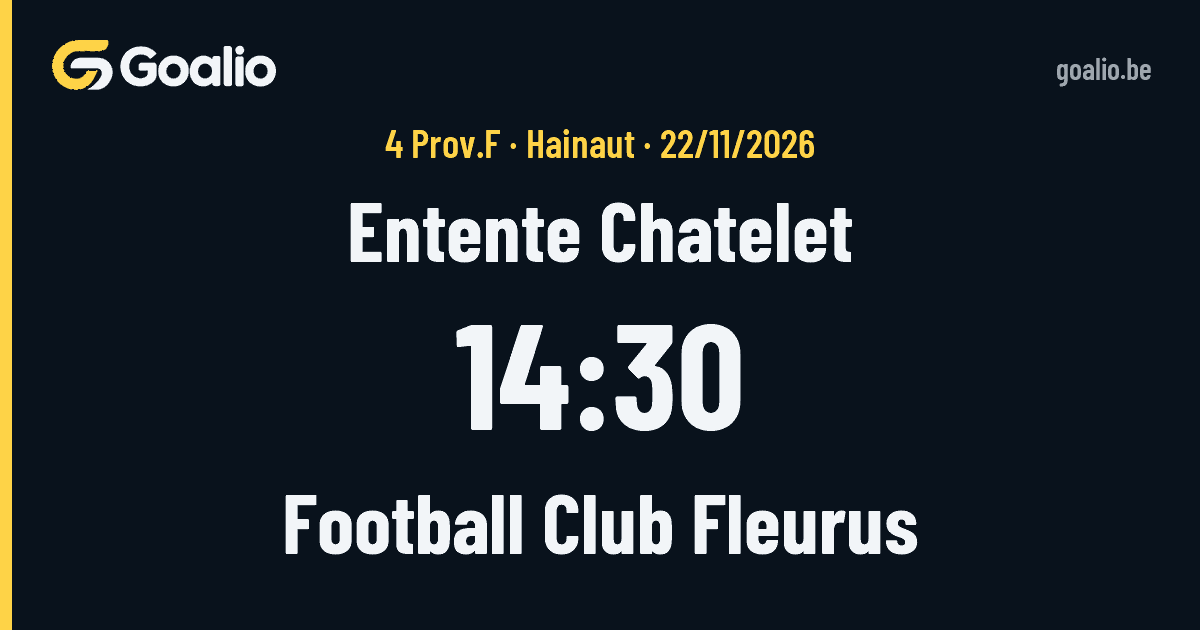 Goalio
goalio.be
4 Prov.F · Hainaut · 22/11/2026
Entente Chatelet
14:30
Football Club Fleurus